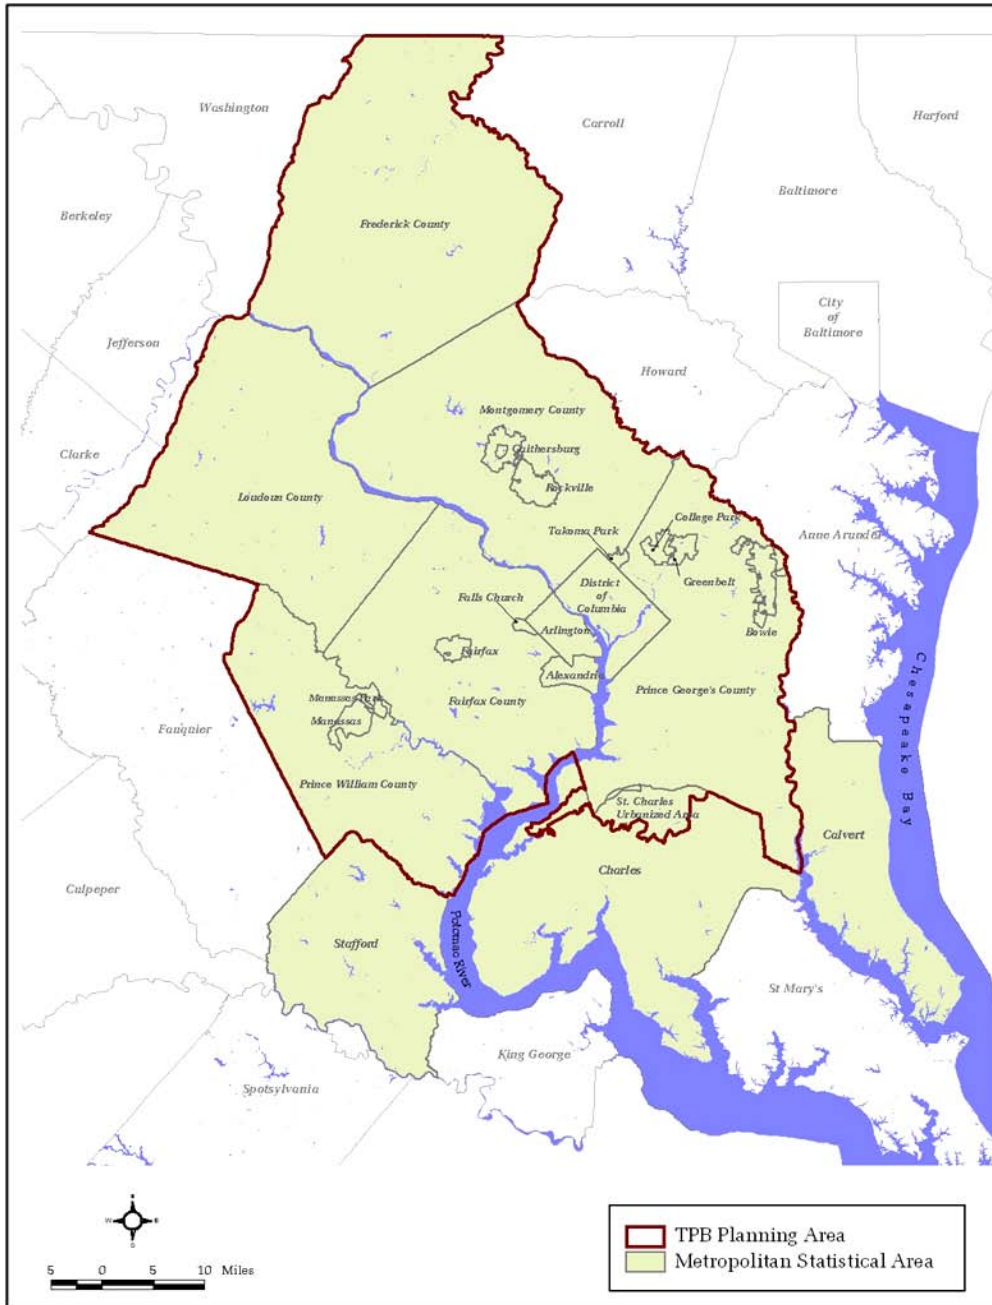 Washington
Carroll
Harford
Baltimore
Berkeley
Frederick County
City
of
Baltimore
Jefferson
Howard
Montgomery County
Gaithersburg
Clarke
Rockville
Loudoun County
College Park
Takoma Park
Anne Arundel
Greenbelt
District
of
Columbia
Falls Church
Arlington
Bowie
Fairfax
Alexandria
Prince George's County
Manassas Park
Fairfax County
Manassas
Fauquier
Chesapeake Bay
Prince William County
St. Charles
Urbanized Area
Calvert
Charles
Culpeper
Stafford
Potomac River
St Mary's
King George
Spotsylvania
W
E
5 0 5 10 Miles
TPB Planning Area
Metropolitan Statistical Area